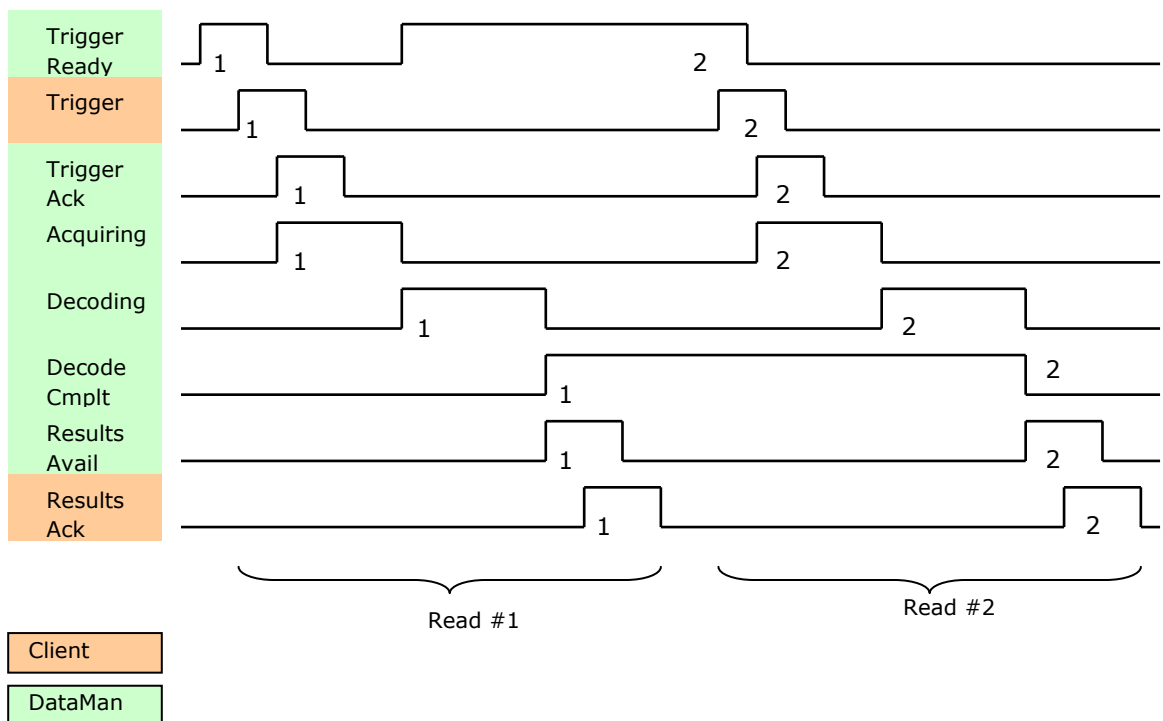 Trigger
Ready
1
2
Trigger
1
2
Trigger
Ack
1
2
Acquiring
1
2
Decoding
1
2
Decode
Cmplt
1
2
Results
Avail
1
2
Results
Ack
1
2
Read #1
Read #2
Client
DataMan